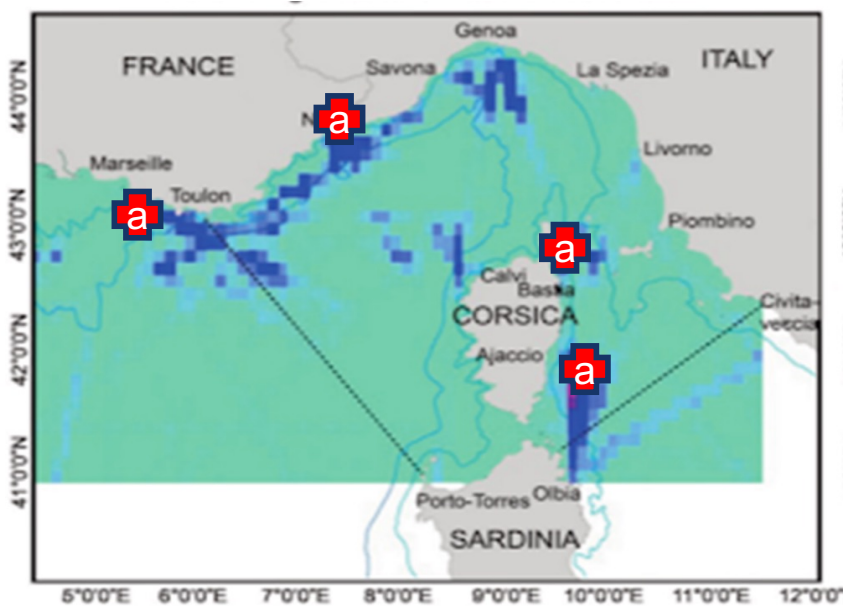 Genoa
FRANCE
ITALY
Savona
La Spezia
44°0'0"N
a
N
Livorno
Marseille
Toulon
a
Piombino
43°0'0"N
a
Calvi
Bastia
CORSICA
Civita-
veccia
Ajaccio
42°0'0"N
a
41°0'0"N
Porto-Torres
Olbia
SARDINIA
5°0'0"E
6°0'0"E
7°0'0"E
8°0'0"E
9°0'0"E
10°0'0"E
11°0'0"E
12°0'0"